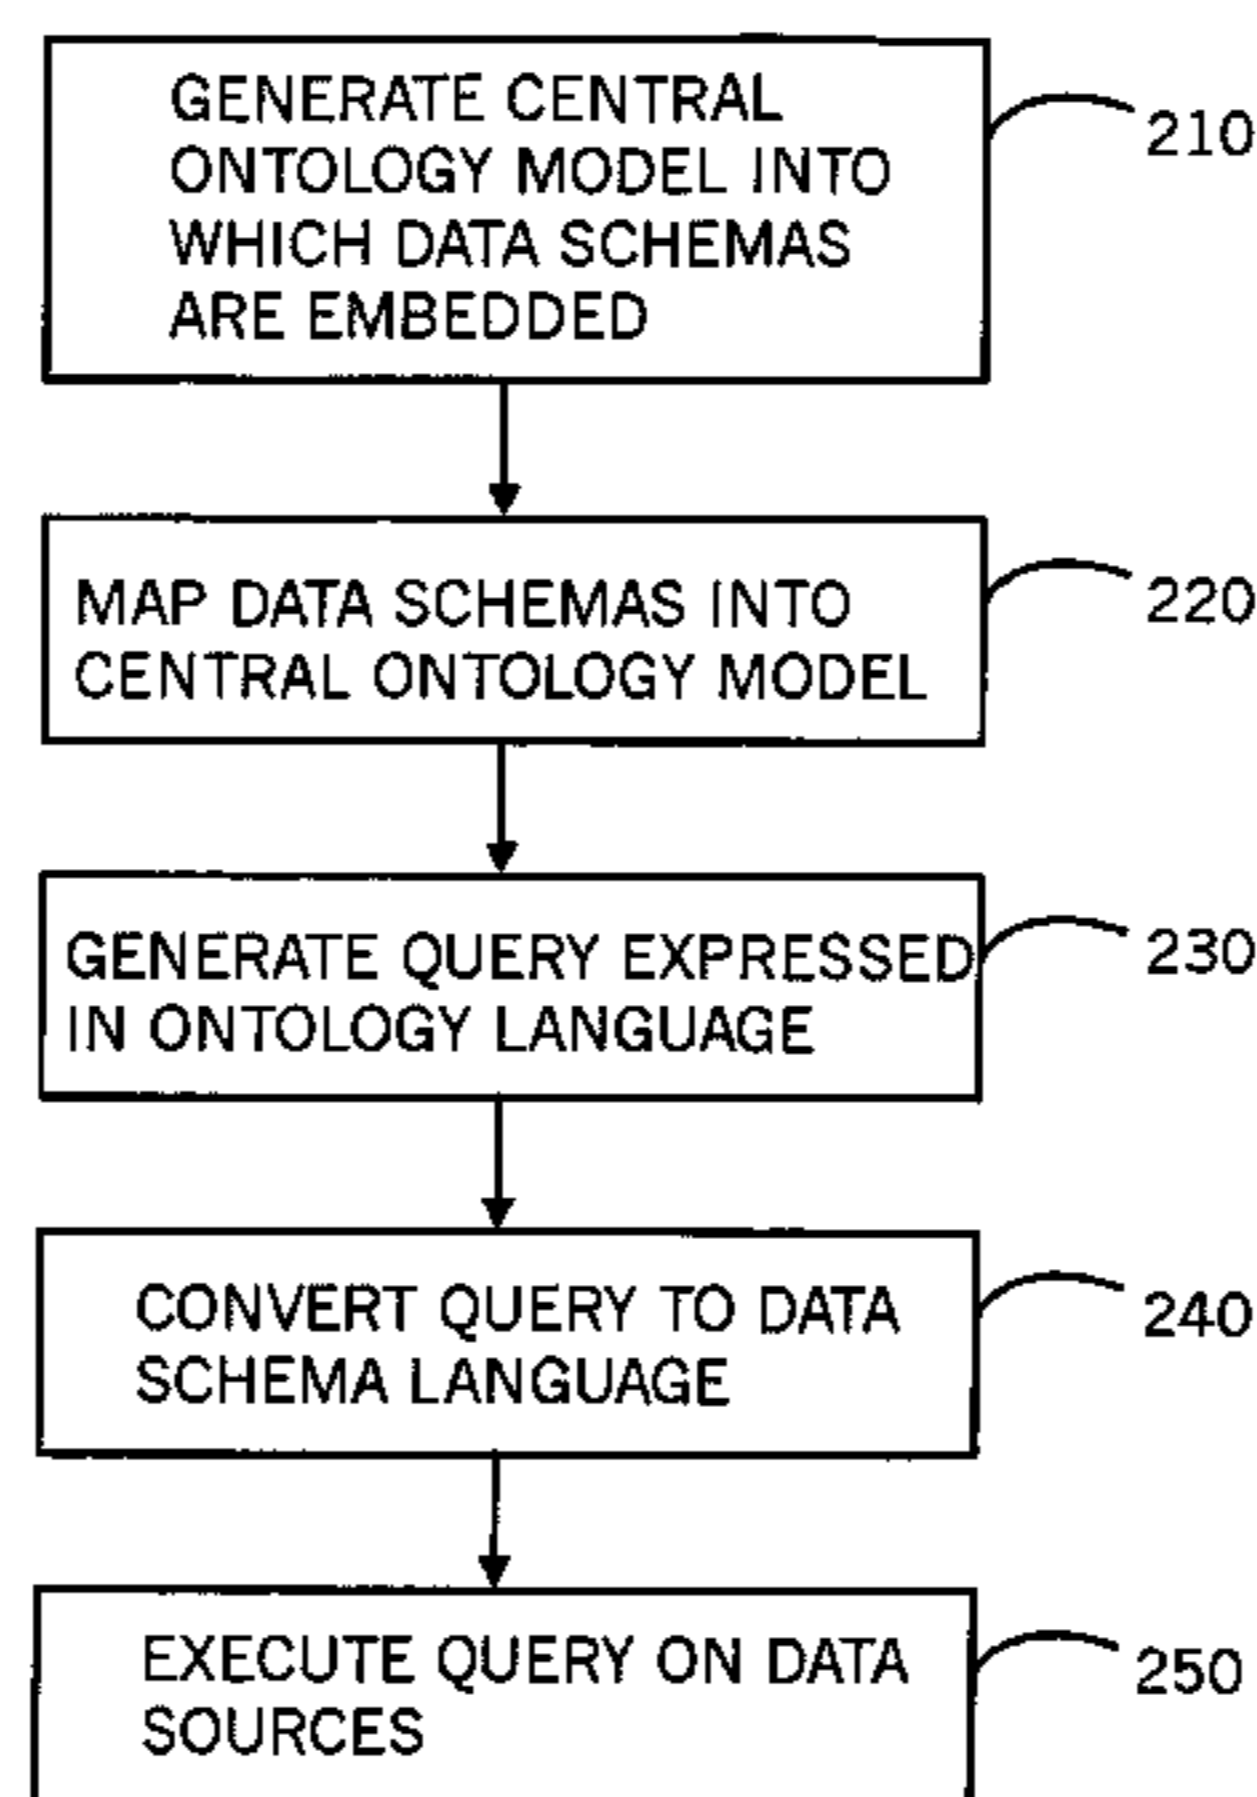 GENERATE CENTRAL
ONTOLOGY MODEL INTO
WHICH DATA SCHEMAS
ARE EMBEDDED
210
MAP DATA SCHEMAS INTO
CENTRAL ONTOLOGY MODEL
220
GENERATE QUERY EXPRESSED
IN ONTOLOGY LANGUAGE
230
CONVERT QUERY TO DATA
SCHEMA LANGUAGE
240
EXECUTE QUERY ON DATA
SOURCES
250